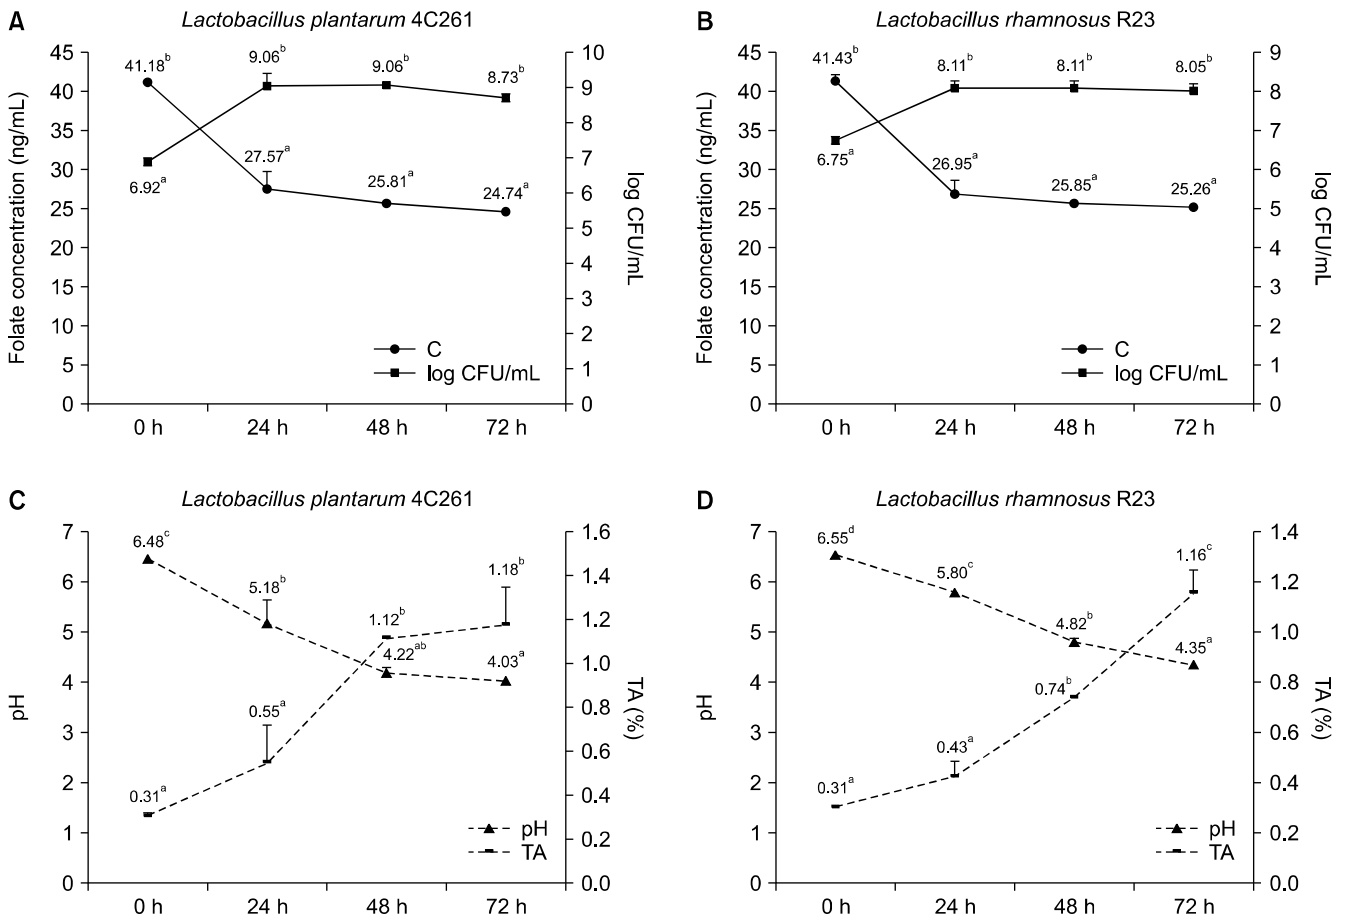 A
Lactobacillus plantarum 4C261
45
40
35
30
25
20
15
10
5
0
Folate concentration (ng/mL)
10
9
8
7
6
5
4
3
2
1
0
log CFU/mL
41.18b
9.06b
9.06b
8.73b
6.92a
27.57a
25.81a
24.74a
C
log CFU/mL
0 h
24 h
48 h
72 h
B
Lactobacillus rhamnosus R23
45
40
35
30
25
20
15
10
5
0
Folate concentration (ng/mL)
9
8
7
6
5
4
3
2
1
0
log CFU/mL
41.43b
8.11b
8.11b
8.05b
6.75a
26.95a
25.85a
25.26a
C
log CFU/mL
0 h
24 h
48 h
72 h
C
Lactobacillus plantarum 4C261
7
6
5
4
3
2
1
0
pH
1.6
1.4
1.2
1.0
0.8
0.6
0.4
0.2
0.0
TA (%)
6.48c
5.18b
1.12b
1.18b
4.22ab
4.03a
0.55a
0.31a
pH
TA
0 h
24 h
48 h
72 h
D
Lactobacillus rhamnosus R23
7
6
5
4
3
2
1
0
pH
1.4
1.2
1.0
0.8
0.6
0.4
0.2
0.0
TA (%)
6.55d
5.80c
4.82b
1.16c
4.35a
0.74b
0.43a
0.31a
pH
TA
0 h
24 h
48 h
72 h